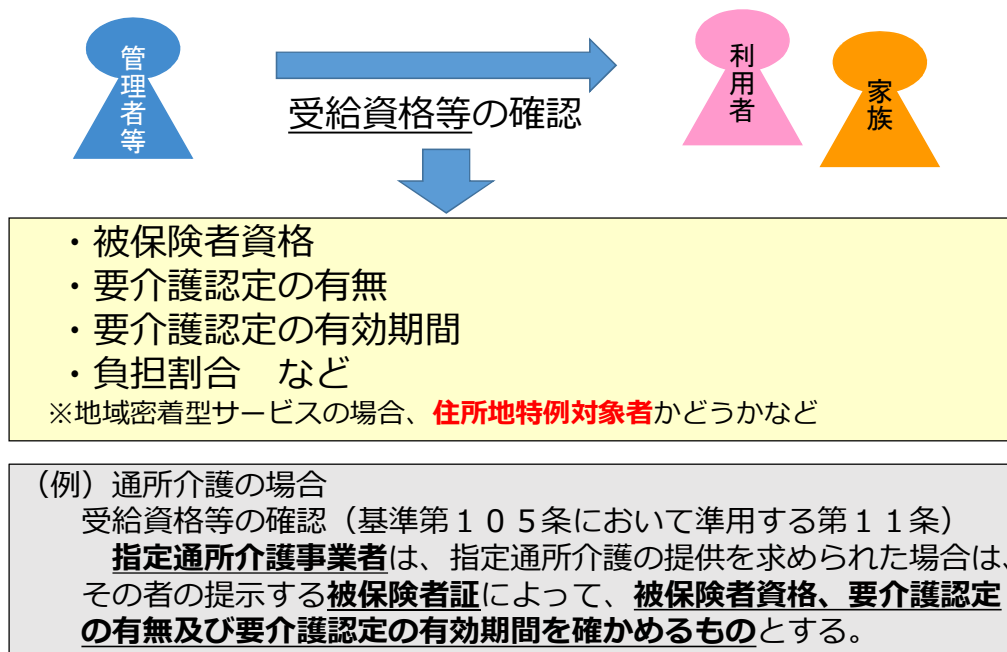 管理者等
利用者
家族
受給資格等の確認
・被保険者資格
・要介護認定の有無
・要介護認定の有効期間
・負担割合　など
※地域密着型サービスの場合、住所地特例対象者かどうかなど
（例）通所介護の場合
受給資格等の確認（基準第１０５条において準用する第１１条）
指定通所介護事業者は、指定通所介護の提供を求められた場合は、
その者の提示する被保険者証によって、被保険者資格、要介護認定
の有無及び要介護認定の有効期間を確かめるものとする。